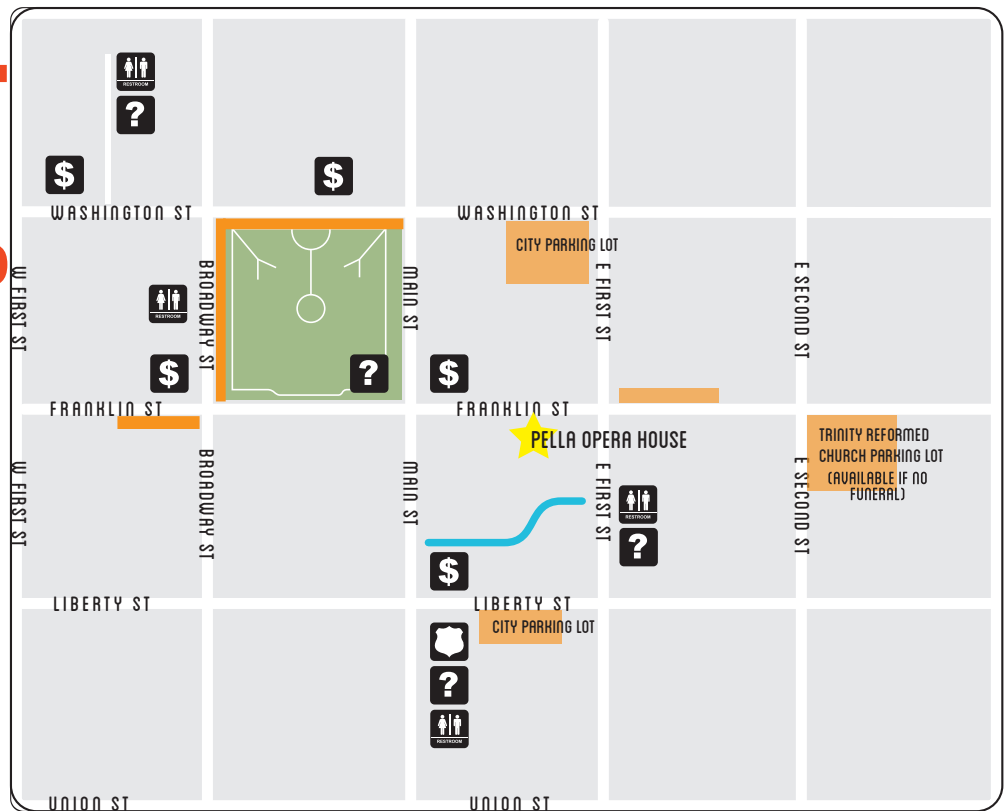 RESTROOM
?
$
$
WASHINGTON ST
WASHINGTON ST
CITY PARKING LOT
W FIRST ST
BROADWAY ST
MAIN ST
E FIRST ST
E SECOND ST
RESTROOM
$
?
$
FRANKLIN ST
FRANKLIN ST
PELLA OPERA HOUSE
TRINITY REFORMED
CHURCH PARKING LOT
(AVAILABLE IF NO
FUNERAL)
W FIRST ST
BROADWAY ST
MAIN ST
E FIRST ST
E SECOND ST
RESTROOM
?
$
LIBERTY ST
LIBERTY ST
CITY PARKING LOT
?
RESTROOM
UNION ST
UNION ST